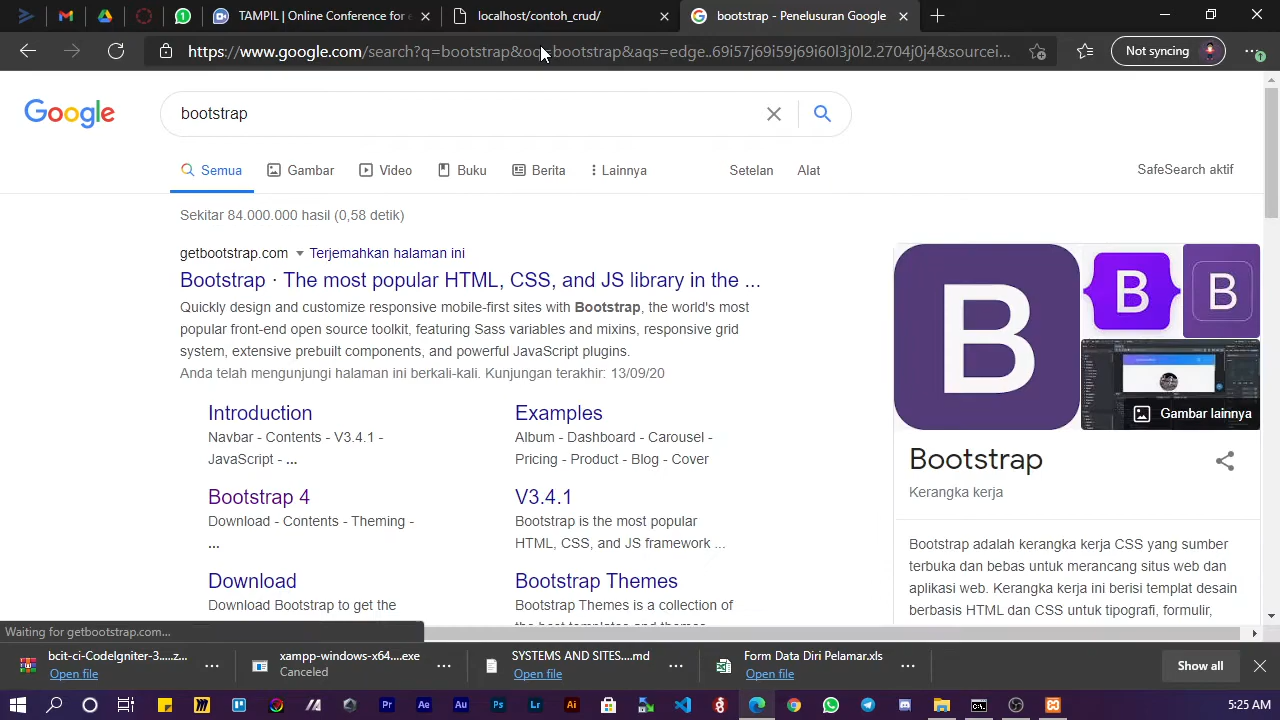 TAMPIL | Online Conference for e
localhost/contoh_crud/
bootstrap - Penelusuran Google
https://www.google.com/search?q=bootstrap&oq=bootstrap&aqs=edge..69i57j69i59j69i60l3j0l2.2704j0j4&sourcei...
Not syncing
Google
bootstrap
Semua
Gambar
Video
Buku
Berita
Lainnya
Setelan
Alat
SafeSearch aktif
Sekitar 84.000.000 hasil (0,58 detik)
getbootstrap.com
Terjemahkan halaman ini
Bootstrap · The most popular HTML, CSS, and JS library in the ...
Quickly design and customize responsive mobile-first sites with Bootstrap, the world's most
popular front-end open source toolkit, featuring Sass variables and mixins, responsive grid
system, extensive prebuilt components, and powerful JavaScript plugins.
Anda telah mengunjungi halaman ini berkali-kali. Kunjungan terakhir: 13/09/20
Introduction
Navbar - Contents - V3.4.1 -
JavaScript - ...
Examples
Album - Dashboard - Carousel -
Pricing - Product - Blog - Cover
Bootstrap 4
Download - Contents - Theming -
...
V3.4.1
Bootstrap is the most popular
HTML, CSS, and JS framework ...
Download
Download Bootstrap to get the
Bootstrap Themes
Bootstrap Themes is a collection of
B
B
B
Gambar lainnya
Bootstrap
Kerangka kerja
Bootstrap adalah kerangka kerja CSS yang sumber
terbuka dan bebas untuk merancang situs web dan
aplikasi web. Kerangka kerja ini berisi templat desain
berbasis HTML dan CSS untuk tipografi, formulir,
Waiting for getbootstrap.com...
bcit-ci-CodeIgniter-3.....z...
Open file
xampp-windows-x64....exe
Canceled
SYSTEMS AND SITES....md
Open file
Form Data Diri Pelamar.xls
Open file
Show all
Pr
Ae
Au
Ps
Lr
Ai
5:25 AM